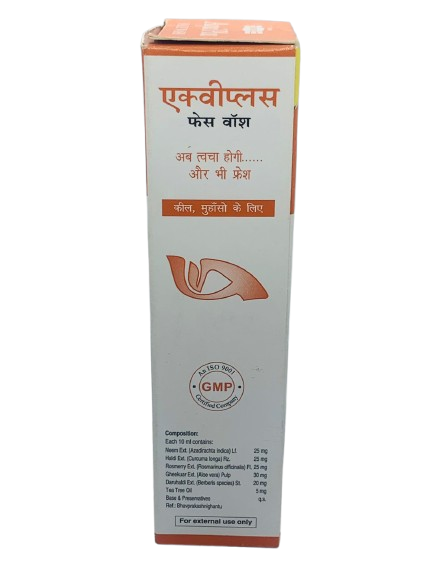 एक्वीप्लस
फेस वॉश
अब त्वचा होगी......
और भी फ्रेश
कील, मुहाँसो के लिए
An ISO 9001
GMP
Certified Company
Composition:
Each 10 ml contains:
Neem Ext. (Azadirachta Indica) Lf. 25 mg
Haldi Ext. (Curcuma longa) Rz. 25 mg
Rosmerry Ext. (Rosmarinus officinale) Fl. 25 mg
Gheekuar Ext. (Aloe vera) Pulp 30 mg
Daruhaldi Ext. (Berberis species) St. 20 mg
Tea Tree Oil 5 mg
Base & Preservatives q.s.
Ref.: Bhavprakashnighantu
For external use only